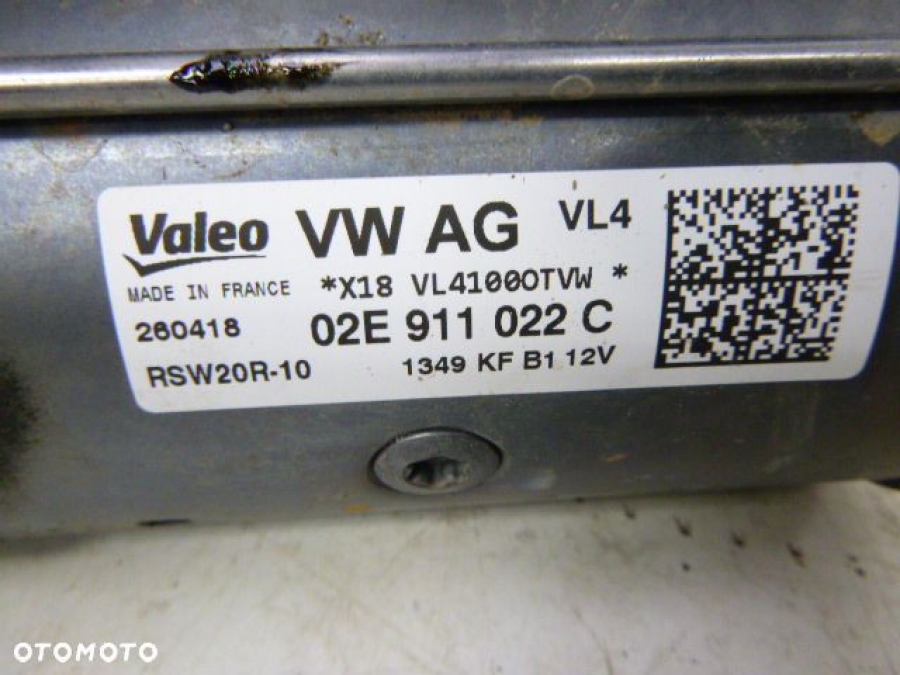 Valeo VW AG VL4
MADE IN FRANCE *X18 VL4100OTVW *
260418 02E 911 022 C
RSW20R-10 1349 KF B1 12V
OTOMOTO